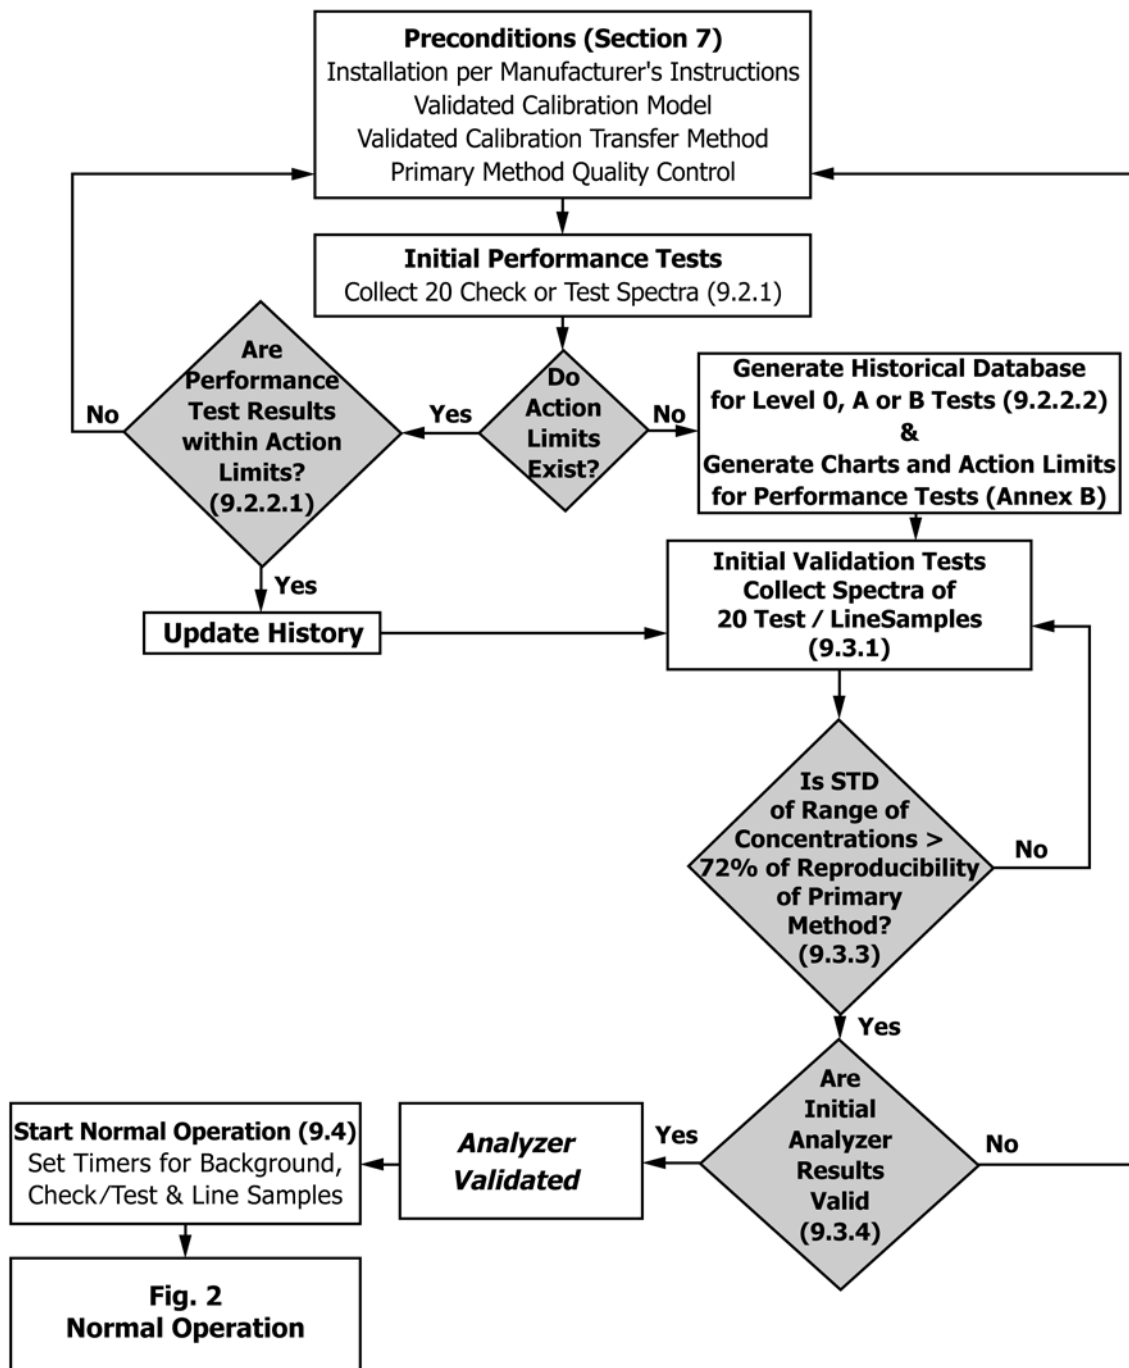 Preconditions (Section 7)
Installation per Manufacturer's Instructions
Validated Calibration Model
Validated Calibration Transfer Method
Primary Method Quality Control
Initial Performance Tests
Collect 20 Check or Test Spectra (9.2.1)
Do
Action
Limits
Exist?
Yes
No
Are
Performance
Test Results
within Action
Limits?
(9.2.2.1)
No
Yes
Update History
Generate Historical Database
for Level 0, A or B Tests (9.2.2.2)
&
Generate Charts and Action Limits
for Performance Tests (Annex B)
Initial Validation Tests
Collect Spectra of
20 Test / LineSamples
(9.3.1)
Is STD
of Range of
Concentrations >
72% of Reproducibility
of Primary
Method?
(9.3.3)
No
Yes
Are
Initial
Analyzer
Results
Valid
(9.3.4)
No
Yes
Analyzer
Validated
Start Normal Operation (9.4)
Set Timers for Background,
Check/Test & Line Samples
Fig. 2
Normal Operation